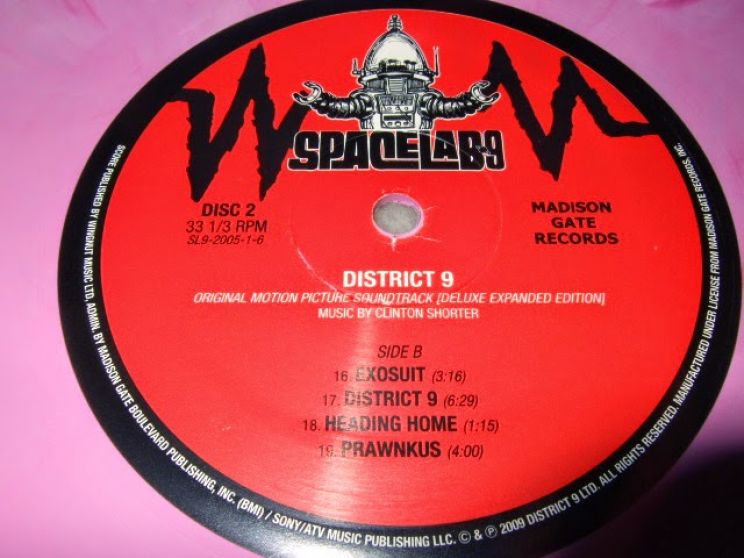 SPACELAB9
DISC 2
33 1/3 RPM
SL9-2005-1-6
MADISON
GATE
RECORDS
DISTRICT 9
ORIGINAL MOTION PICTURE SOUNDTRACK [DELUXE EXPANDED EDITION]
MUSIC BY CLINTON SHORTER
SIDE B
16. EXOSUIT (3:16)
17. DISTRICT 9 (6:29)
18. HEADING HOME (1:15)
19. PRAWNKUS (4:00)
SCORE PUBLISHED BY WINGNUT MUSIC LTD. ADMIN. BY MADISON GATE BOULEVARD PUBLISHING, INC. (BMI) / SONY/ATV MUSIC PUBLISHING LLC. © & ℗ 2009 DISTRICT 9 LTD. ALL RIGHTS RESERVED. MANUFACTURED UNDER LICENSE FROM MADISON GATE RECORDS, INC.